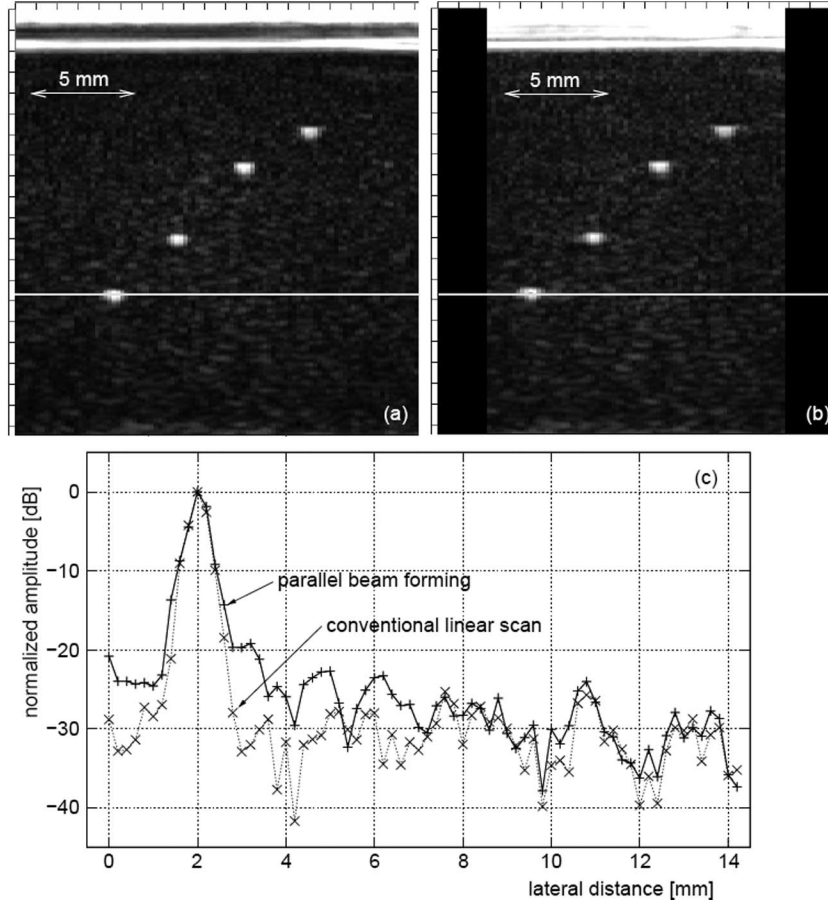 5 mm
(a)
5 mm
(b)
normalized amplitude [dB]
0
−10
−20
−30
−40
(c)
parallel beam forming
conventional linear scan
0
2
4
6
8
10
12
14
lateral distance [mm]